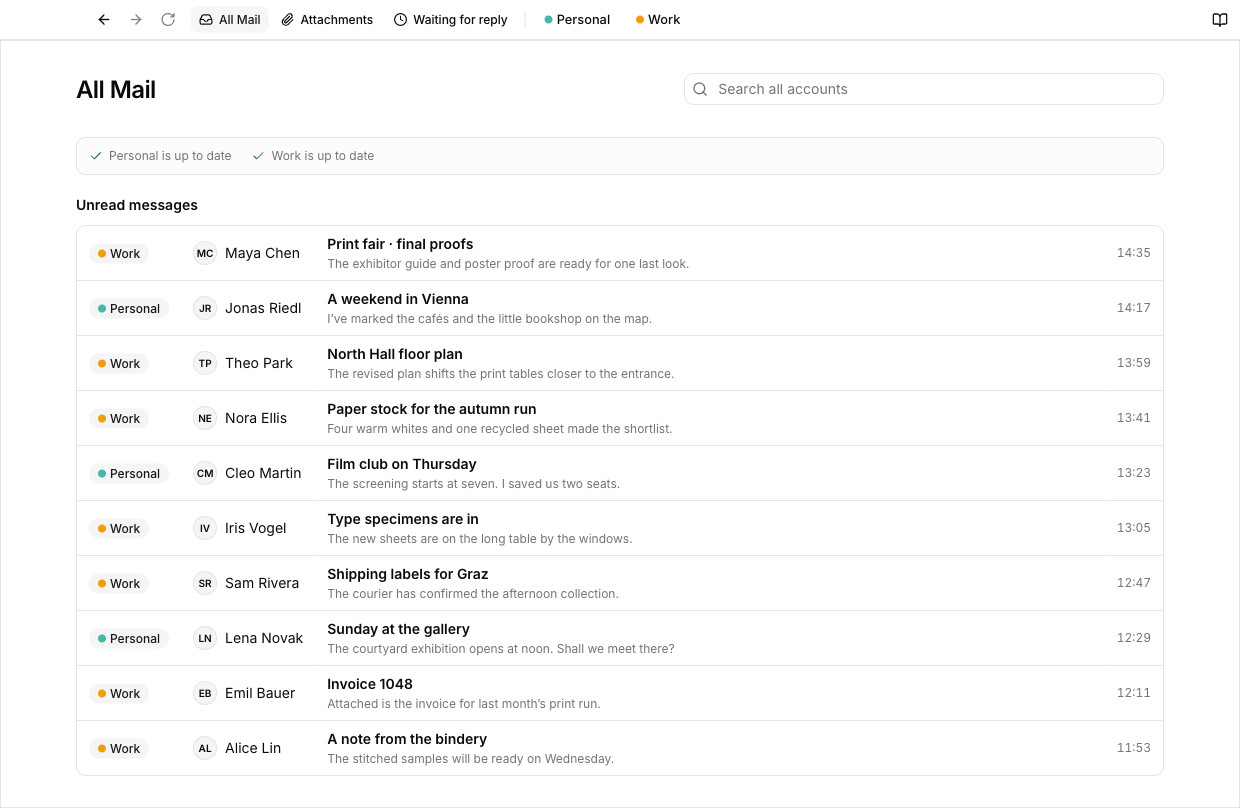 All Mail Attachments Waiting for reply Personal Work
All Mail
Search all accounts
Personal is up to date Work is up to date
Unread messages
Work MC Maya Chen Print fair · final proofs 14:35
The exhibitor guide and poster proof are ready for one last look.
Personal JR Jonas Riedl A weekend in Vienna 14:17
I’ve marked the cafés and the little bookshop on the map.
Work TP Theo Park North Hall floor plan 13:59
The revised plan shifts the print tables closer to the entrance.
Work NE Nora Ellis Paper stock for the autumn run 13:41
Four warm whites and one recycled sheet made the shortlist.
Personal CM Cleo Martin Film club on Thursday 13:23
The screening starts at seven. I saved us two seats.
Work IV Iris Vogel Type specimens are in 13:05
The new sheets are on the long table by the windows.
Work SR Sam Rivera Shipping labels for Graz 12:47
The courier has confirmed the afternoon collection.
Personal LN Lena Novak Sunday at the gallery 12:29
The courtyard exhibition opens at noon. Shall we meet there?
Work EB Emil Bauer Invoice 1048 12:11
Attached is the invoice for last month’s print run.
Work AL Alice Lin A note from the bindery 11:53
The stitched samples will be ready on Wednesday.